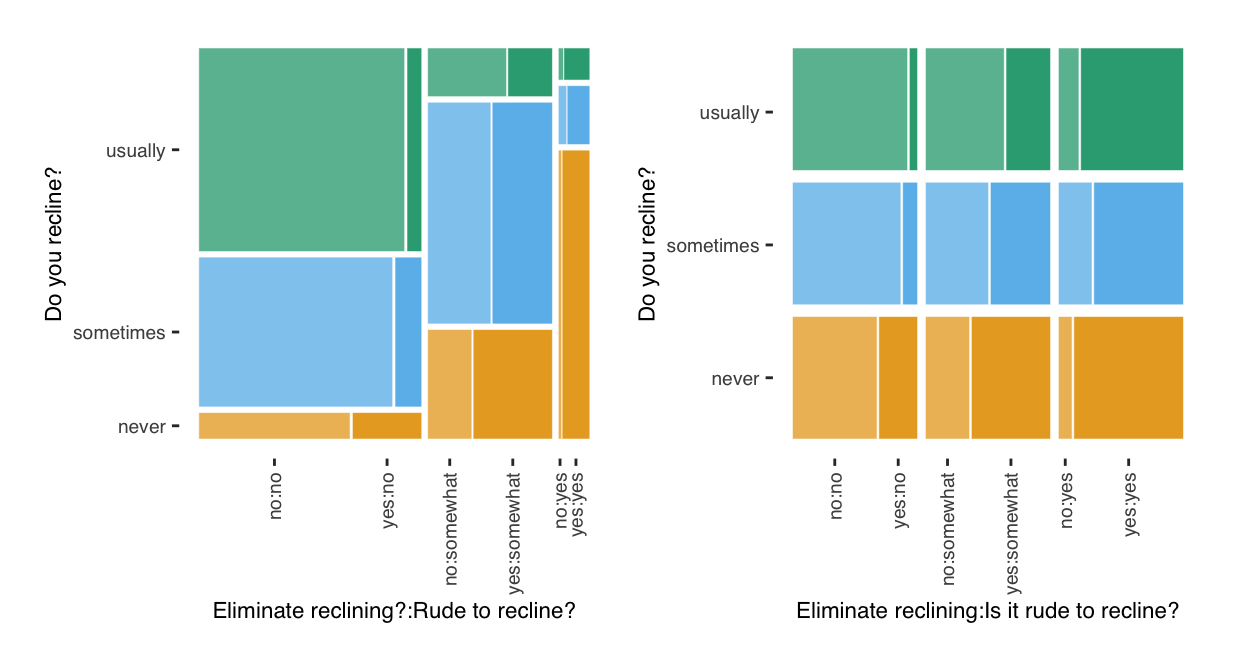 Do you recline?
usually
sometimes
never
no:no
yes:no
no:somewhat
yes:somewhat
no:yes
yes:yes
Eliminate reclining?:Rude to recline?
Do you recline?
usually
sometimes
never
no:no
yes:no
no:somewhat
yes:somewhat
no:yes
yes:yes
Eliminate reclining:Is it rude to recline?